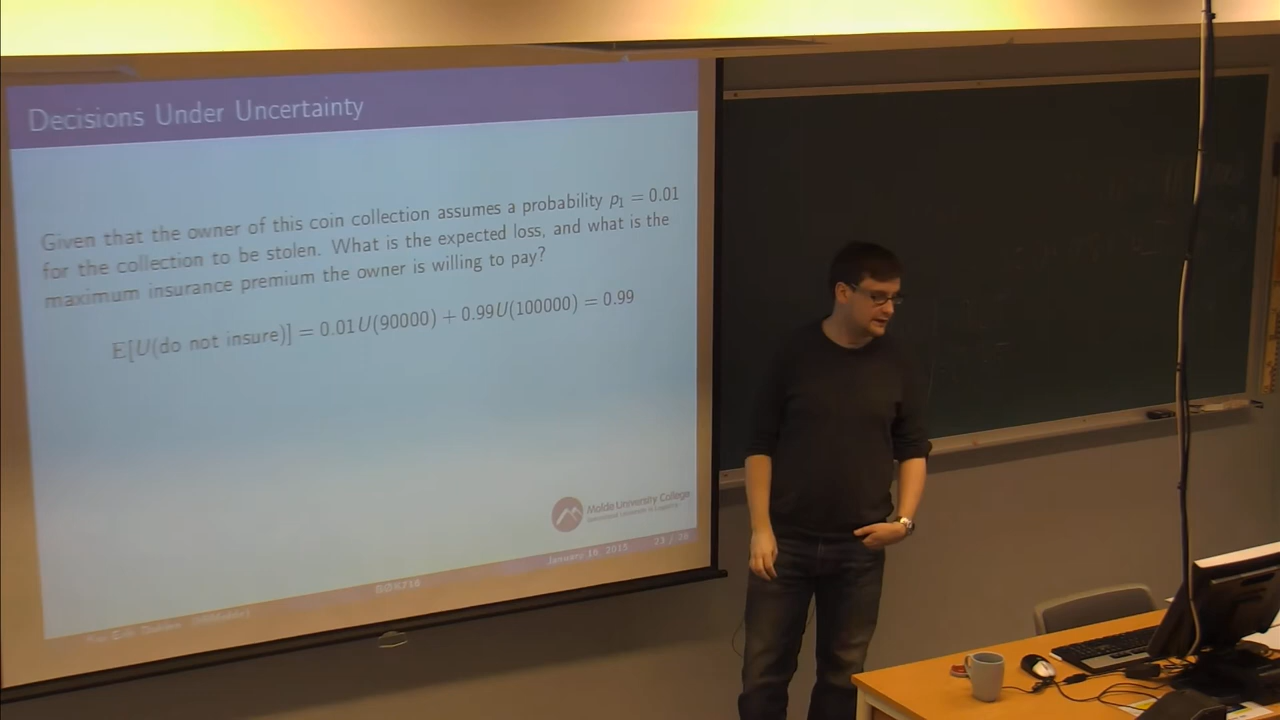 Decisions Under Uncertainty
Given that the owner of this coin collection assumes a probability p₁ = 0.01
for the collection to be stolen. What is the expected loss, and what is the
maximum insurance premium the owner is willing to pay?
𝔼[U(do not insure)] = 0.01U(90000) + 0.99U(100000) = 0.99
Molde University College
January 16, 2015